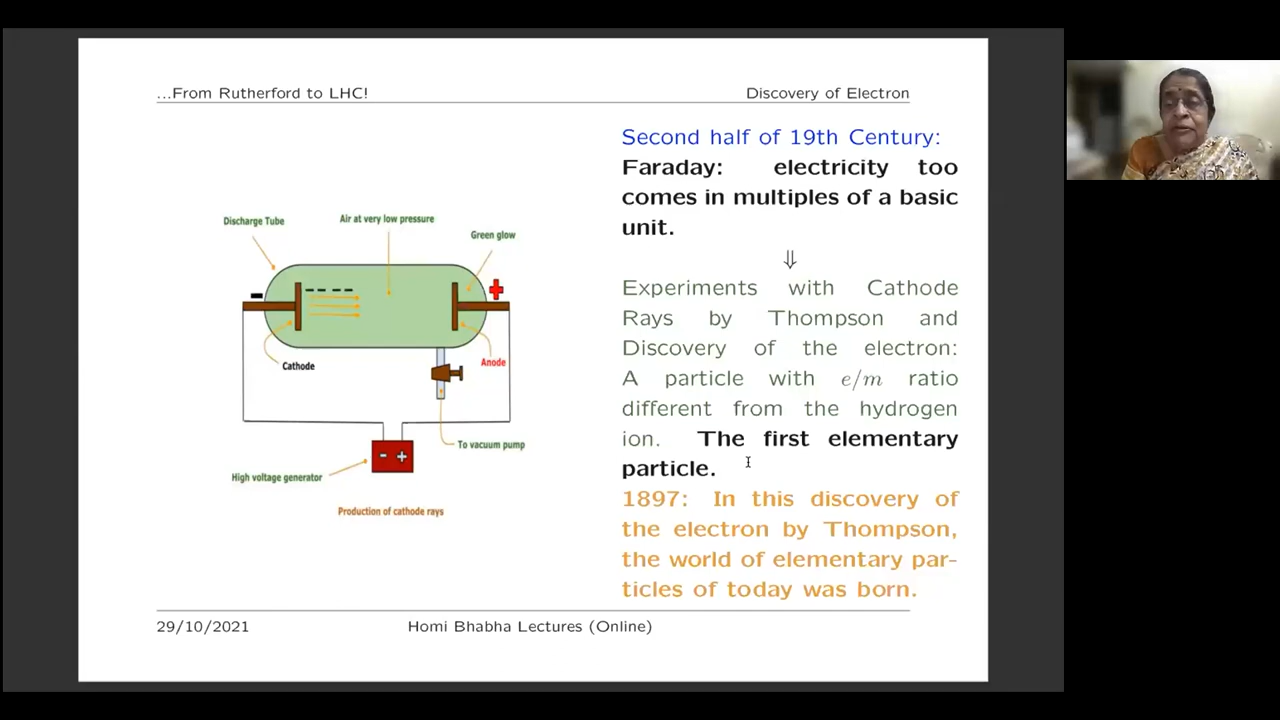 ...From Rutherford to LHC!
Discovery of Electron
Discharge Tube
Air at very low pressure
Green glow
-
+
Cathode
Anode
To vacuum pump
- +
High voltage generator
Production of cathode rays
Second half of 19th Century:
Faraday: electricity too
comes in multiples of a basic
unit.
⇓
Experiments with Cathode
Rays by Thompson and
Discovery of the electron:
A particle with e/m ratio
different from the hydrogen
ion. The first elementary
particle.
1897: In this discovery of
the electron by Thompson,
the world of elementary par-
ticles of today was born.
29/10/2021
Homi Bhabha Lectures (Online)